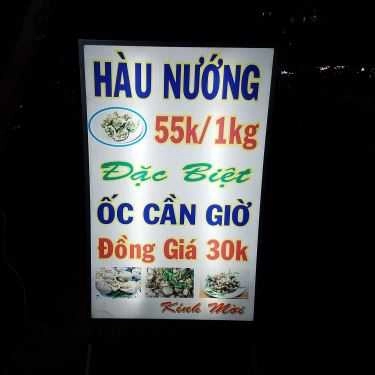 HÀU NƯỚNG
55k/1kg
Đặc Biệt
ỐC CẦN GIỜ
Đồng Giá 30k
Kính Mời